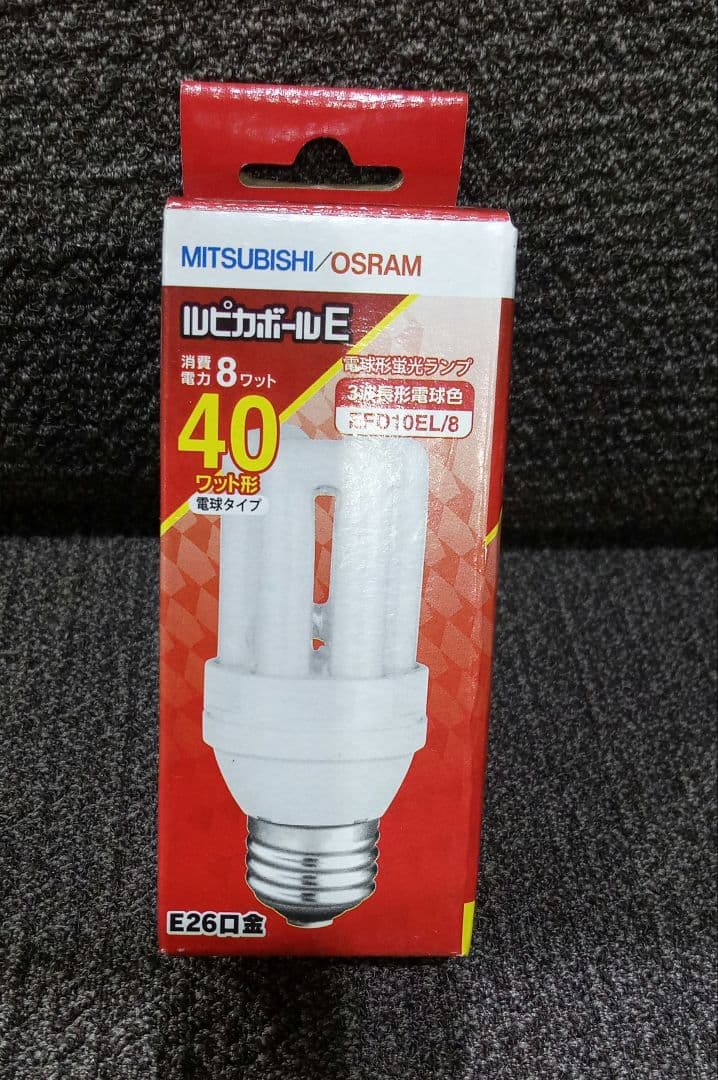 MITSUBISHI/OSRAM
ルピカボールE
消費
電力8ワット
40
ワット形
電球タイプ
電球形蛍光ランプ
3波長形電球色
EFD10EL/8
E26口金